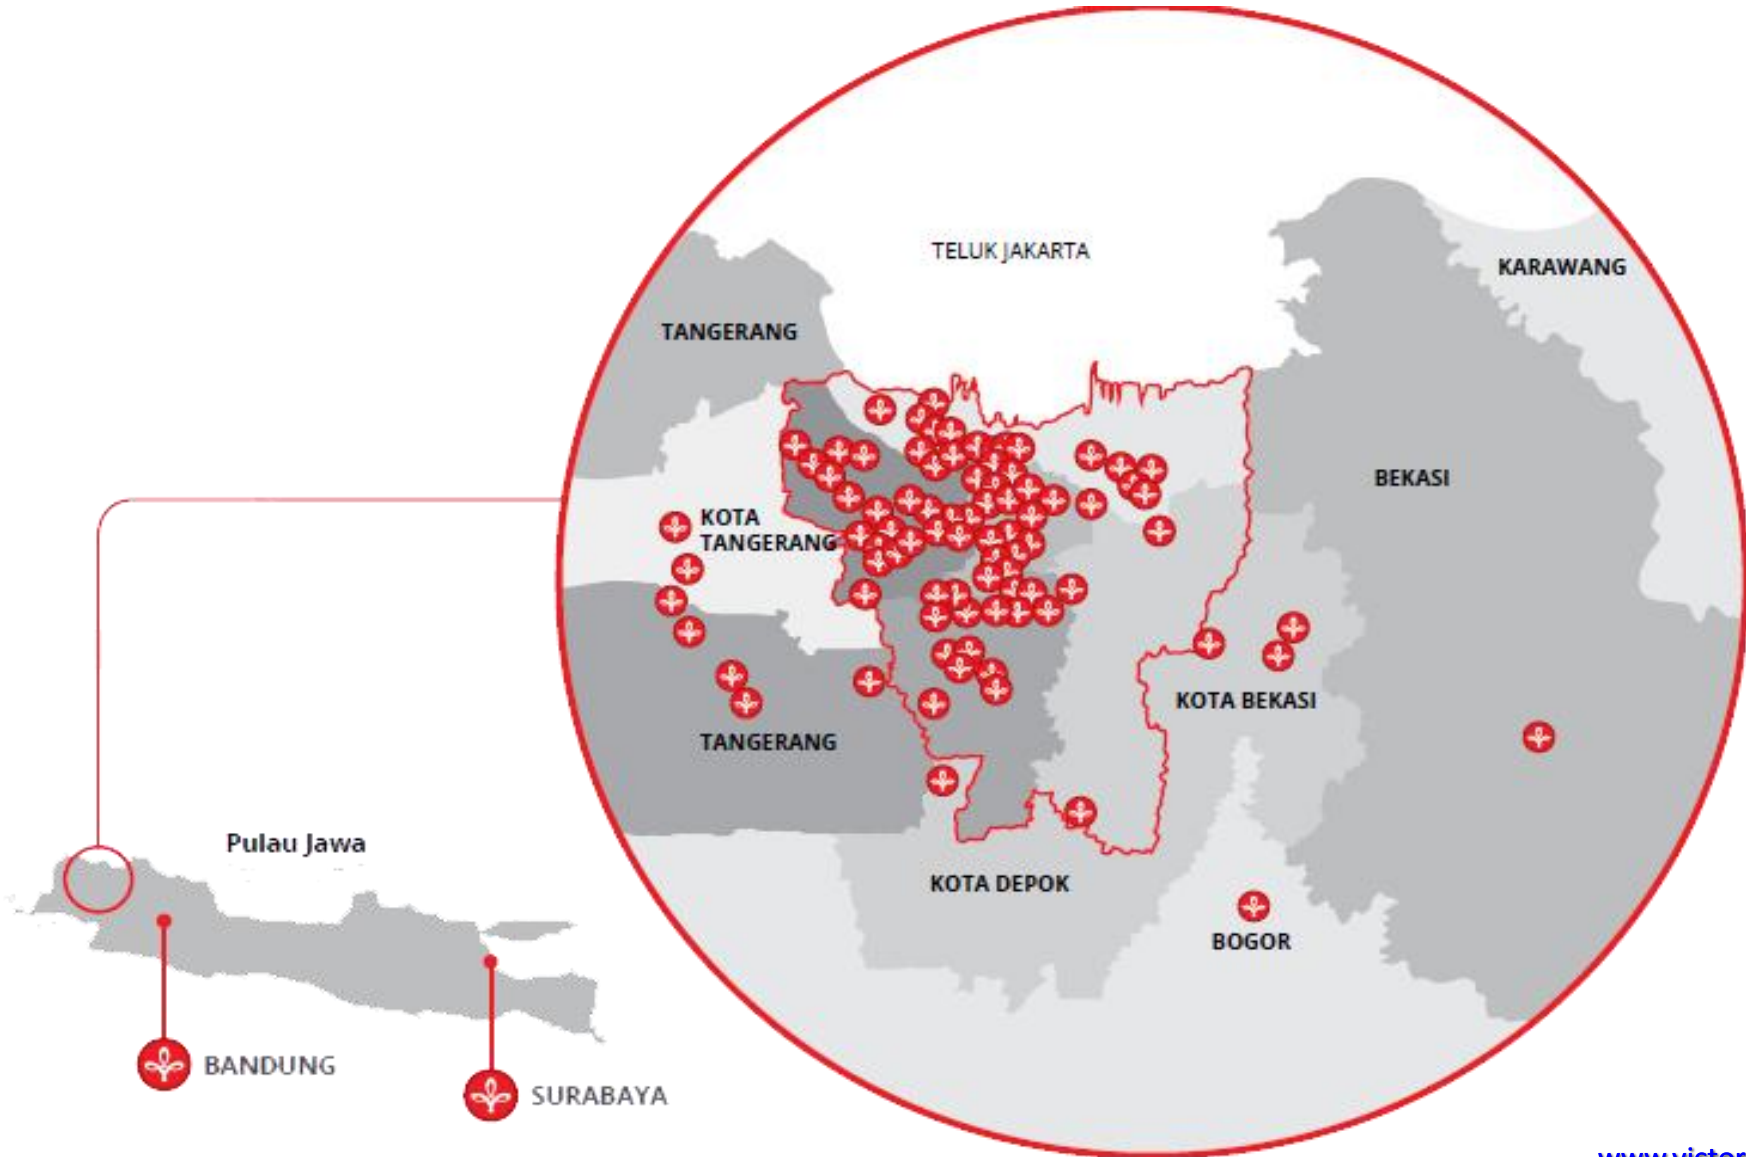 TELUK JAKARTA
KARAWANG
TANGERANG
BEKASI
KOTA
TANGERANG
KOTA BEKASI
TANGERANG
Pulau Jawa
KOTA DEPOK
BOGOR
BANDUNG
SURABAYA